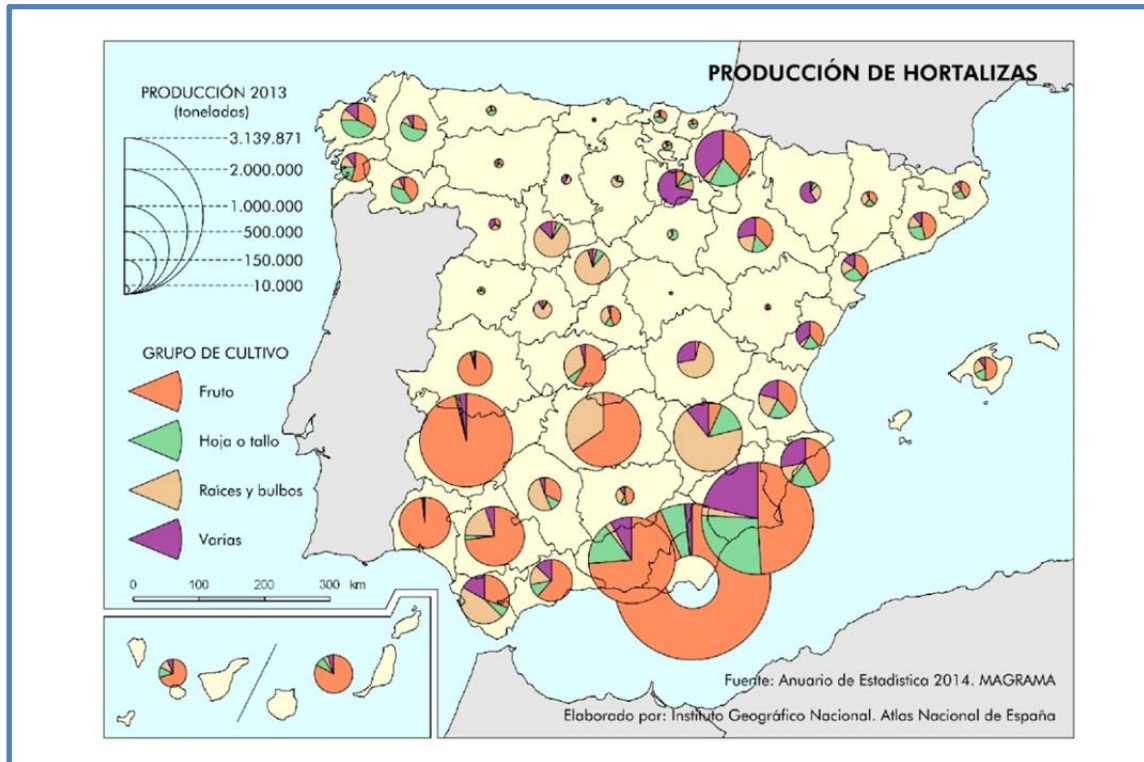 PRODUCCIÓN DE HORTALIZAS
PRODUCCIÓN 2013
(toneladas)
3.139.871
2.000.000
1.000.000
500.000
150.000
10.000
GRUPO DE CULTIVO
Fruto
Hoja o tallo
Raíces y bulbos
Varias
0 100 200 300 km
Fuente: Anuario de Estadística 2014. MAGRAMA
Elaborado por: Instituto Geográfico Nacional. Atlas Nacional de España